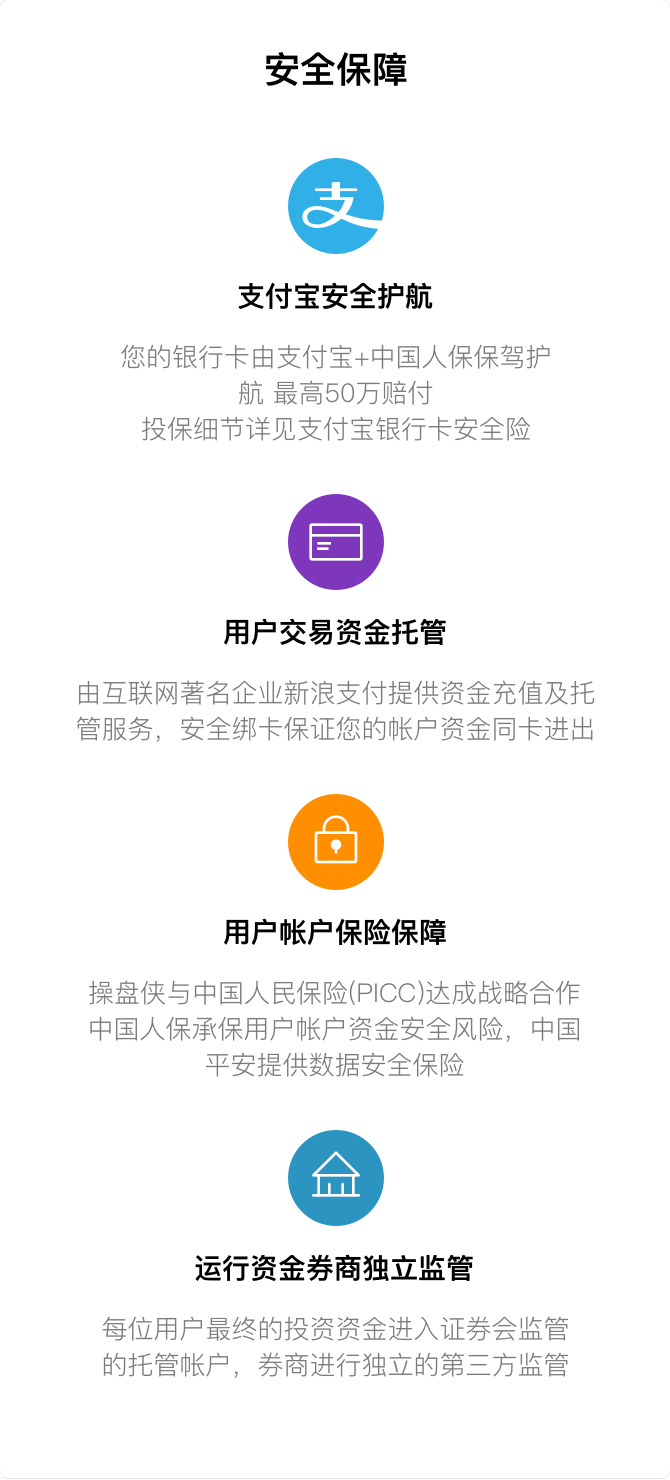 安全保障
支
支付宝安全护航
您的银行卡由支付宝+中国人保保驾护
航 最高50万赔付
投保细节详见支付宝银行卡安全险
用户交易资金托管
由互联网著名企业新浪支付提供资金充值及托
管服务，安全绑卡保证您的帐户资金同卡进出
用户帐户保险保障
操盘侠与中国人民保险(PICC)达成战略合作
中国人保承保用户帐户资金安全风险，中国
平安提供数据安全保险
运行资金券商独立监管
每位用户最终的投资资金进入证券会监管
的托管帐户，券商进行独立的第三方监管